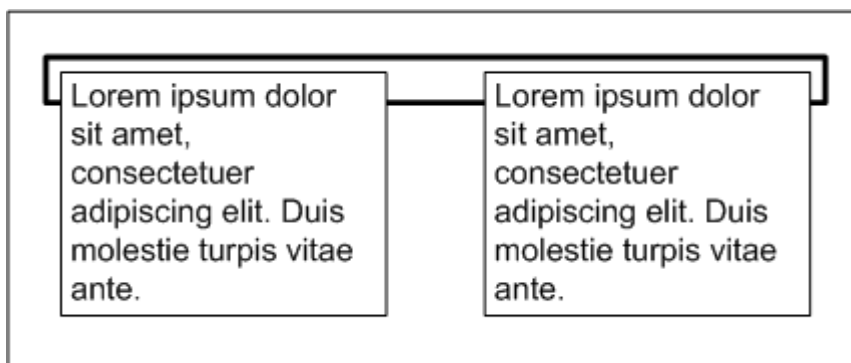 Lorem ipsum dolor
sit amet,
consectetuer
adipiscing elit. Duis
molestie turpis vitae
ante.
Lorem ipsum dolor
sit amet,
consectetuer
adipiscing elit. Duis
molestie turpis vitae
ante.